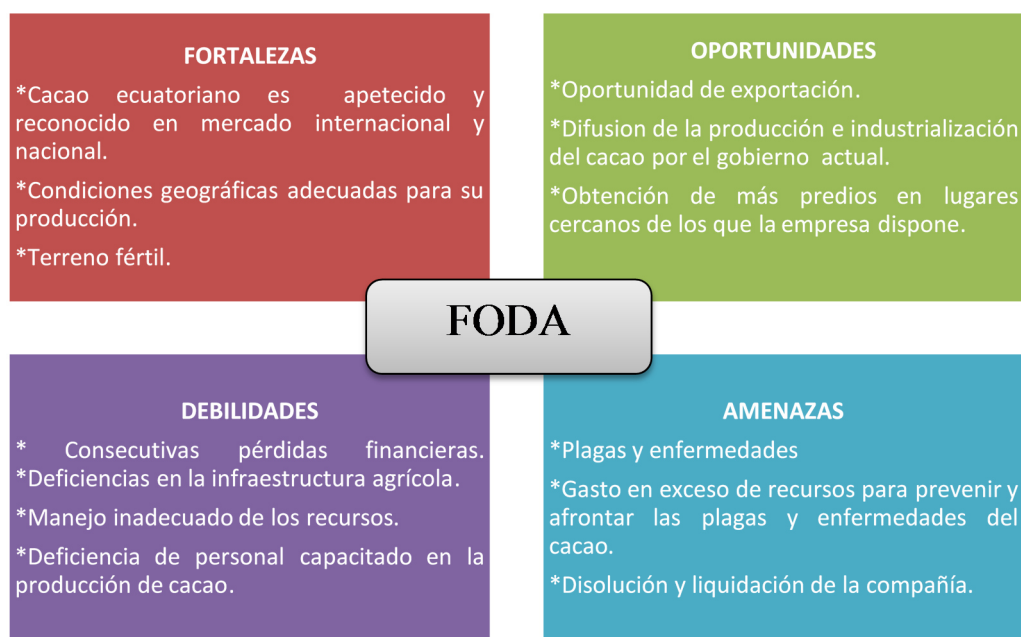 FORTALEZAS
*Cacao ecuatoriano es apetecido y
reconocido en mercado internacional y
nacional.
*Condiciones geográficas adecuadas para su
producción.
*Terreno fértil.
OPORTUNIDADES
*Oportunidad de exportación.
*Difusion de la producción e industrialización
del cacao por el gobierno actual.
*Obtención de más predios en lugares
cercanos de los que la empresa dispone.
FODA
DEBILIDADES
* Consecutivas pérdidas financieras.
*Deficiencias en la infraestructura agrícola.
*Manejo inadecuado de los recursos.
*Deficiencia de personal capacitado en la
producción de cacao.
AMENAZAS
*Plagas y enfermedades
*Gasto en exceso de recursos para prevenir y
afrontar las plagas y enfermedades del
cacao.
*Disolución y liquidación de la compañía.